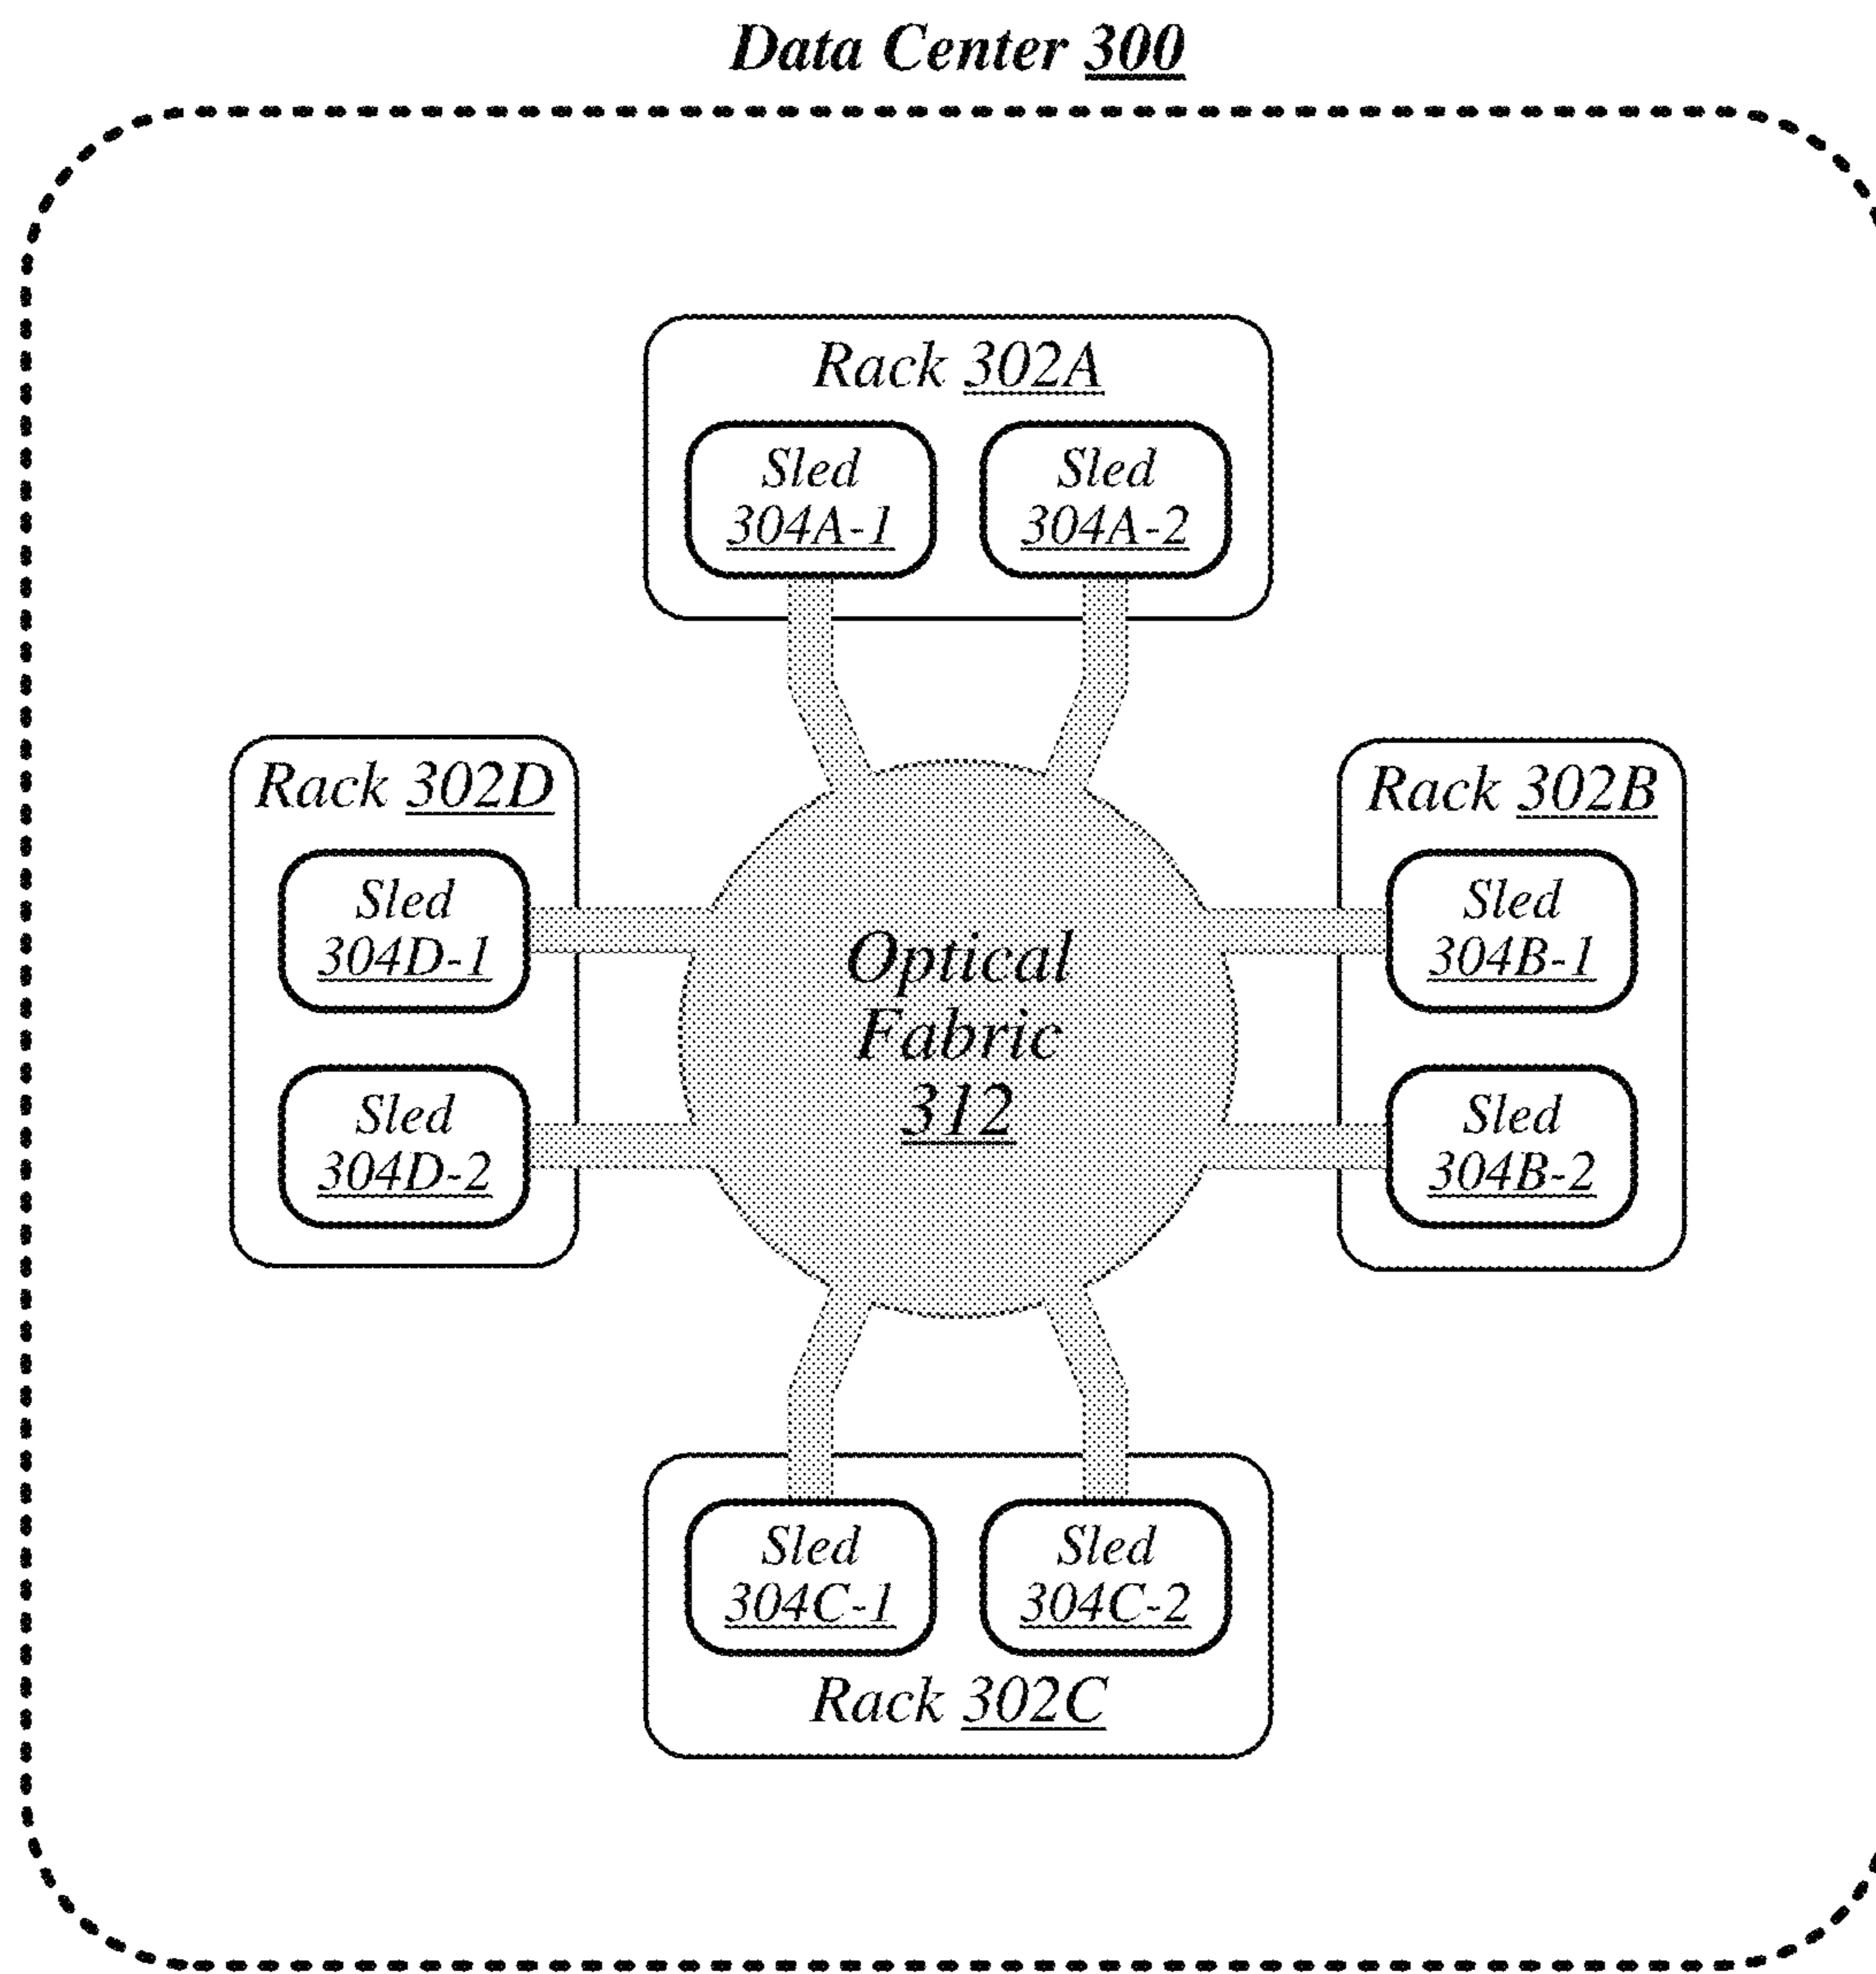 Data Center 300
Rack 302A
Sled
304A-1
Sled
304A-2
Rack 302D
Sled
304D-1
Sled
304D-2
Optical
Fabric
312
Rack 302B
Sled
304B-1
Sled
304B-2
Sled
304C-1
Sled
304C-2
Rack 302C